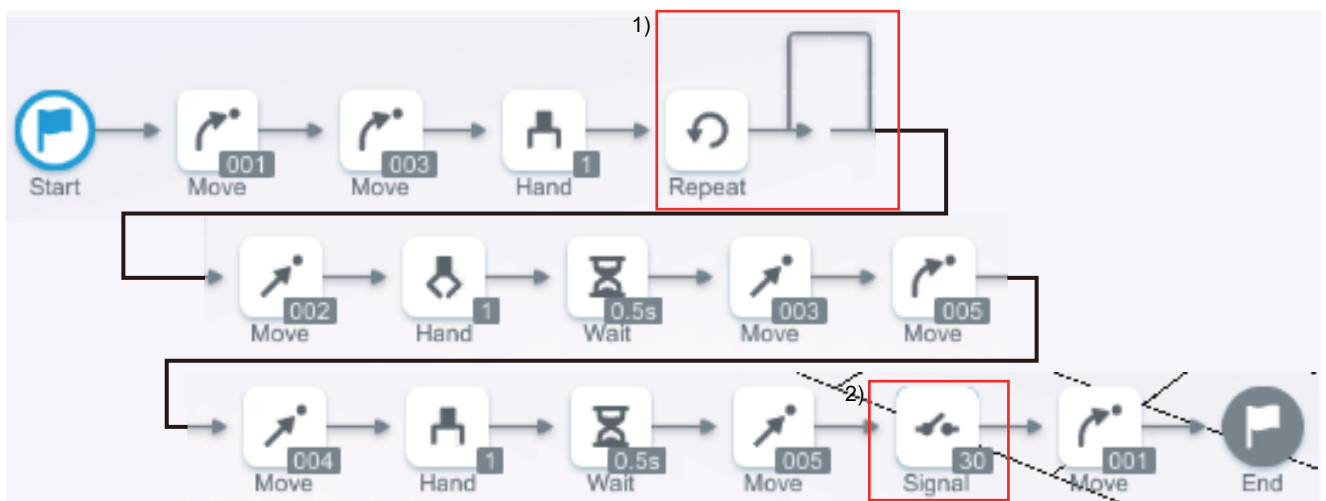 1)
001 003 1
Start Move Move Hand Repeat
002 1 0.5s 003 005
Move Hand Wait Move Move
2)
004 1 0.5s 005 30 001
Move Hand Wait Move Signal Move End